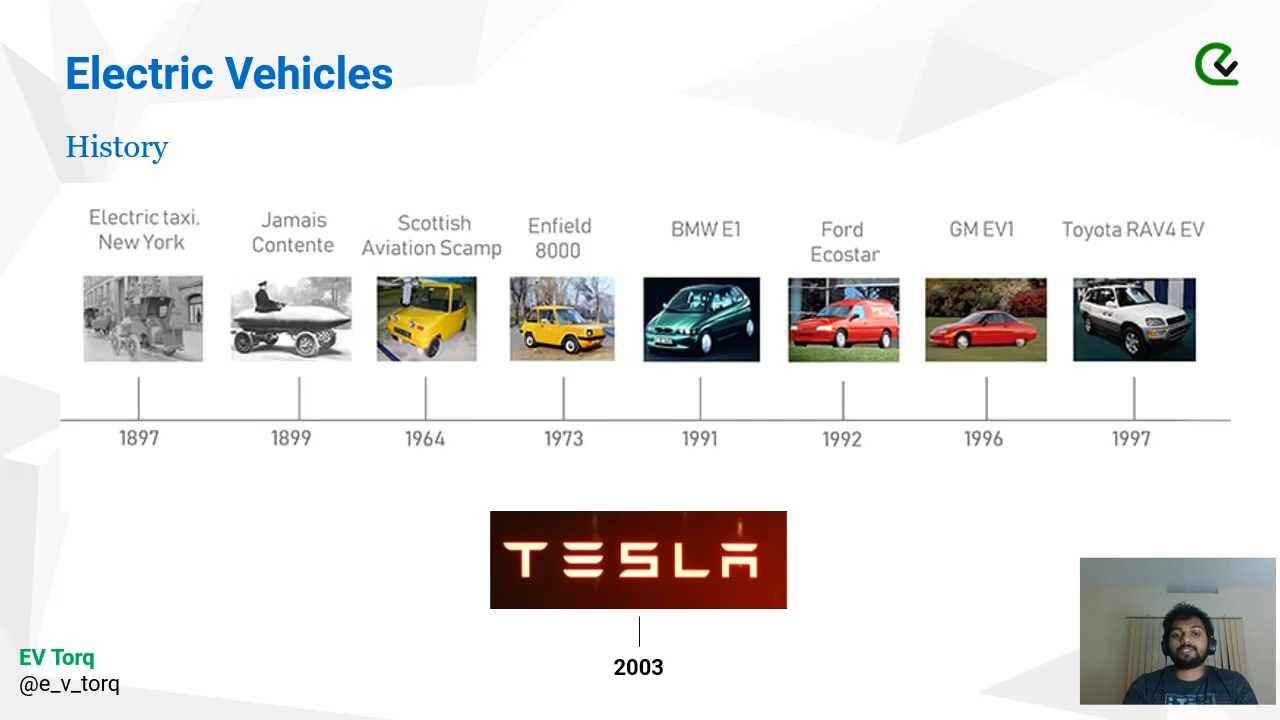 Electric Vehicles
History
Electric taxi.
New York
Jamais
Contente
Scottish
Aviation Scamp
Enfield
8000
BMW E1
Ford
Ecostar
GM EV1
Toyota RAV4 EV
1897
1899
1964
1973
1991
1992
1996
1997
TESLA
2003
EV Torq
@e_v_torq